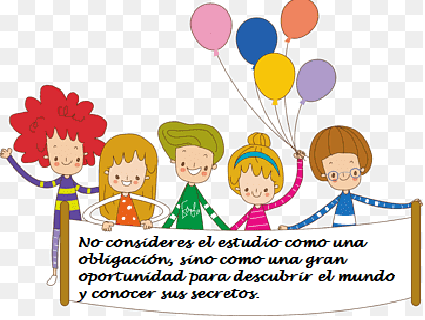 No consideres el estudio como una
obligación, sino como una gran
oportunidad para descubrir el mundo
y conocer sus secretos.